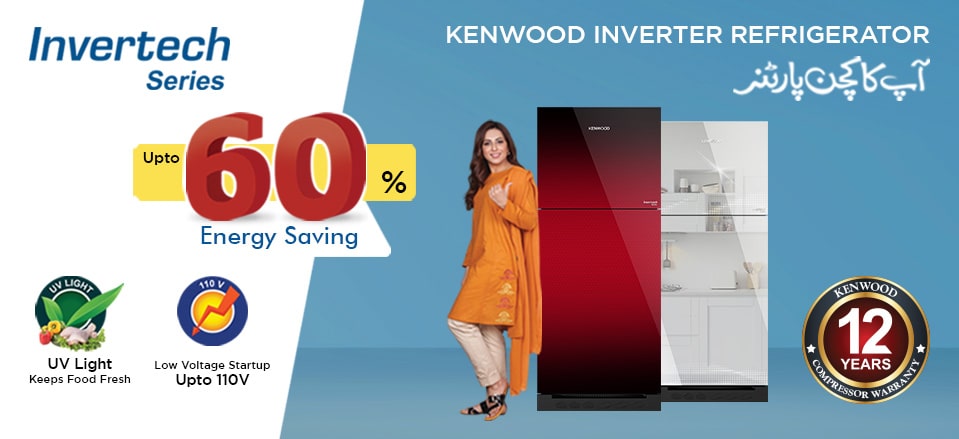 Invertech
Series
KENWOOD INVERTER REFRIGERATOR
آپ کا کچن پارٹنر
Upto
60
%
Energy Saving
UV LIGHT
UV Light
Keeps Food Fresh
110 V
Low Voltage Startup
Upto 110V
KENWOOD
KENWOOD
12
YEARS
COMPRESSOR WARRANTY